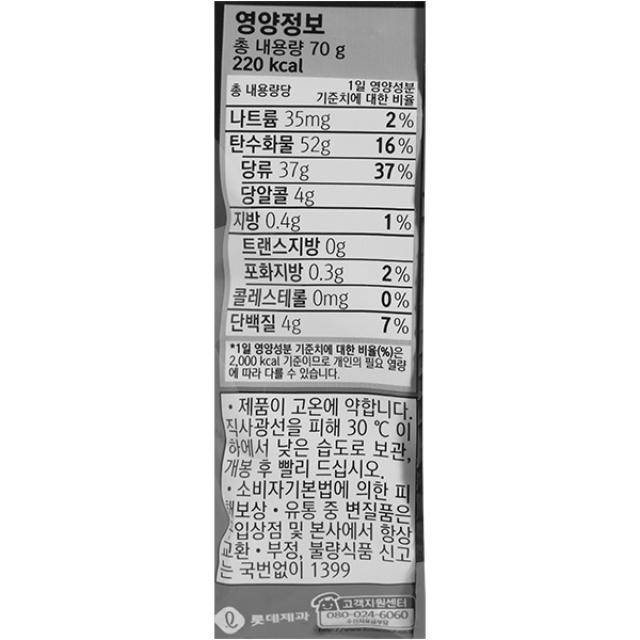 영양정보
총 내용량 70 g
220 kcal
총 내용량당 1일 영양성분
기준치에 대한 비율
나트륨 35mg 2%
탄수화물 52g 16%
당류 37g 37%
당알콜 4g
지방 0.4g 1%
트랜스지방 0g
포화지방 0.3g 2%
콜레스테롤 0mg 0%
단백질 4g 7%
*1일 영양성분 기준치에 대한 비율(%)은
2,000 kcal 기준이므로 개인의 필요 열량
에 따라 다를 수 있습니다.
• 제품이 고온에 약합니다.
직사광선을 피해 30 ℃ 이
하에서 낮은 습도로 보관,
개봉 후 빨리 드십시오.
• 소비자기본법에 의한 피
해보상 • 유통 중 변질품은
입상점 및 본사에서 항상
교환 • 부정, 불량식품 신고
는 국번없이 1399
롯데제과
고객지원센터
080-024-6060
수신자요금부담